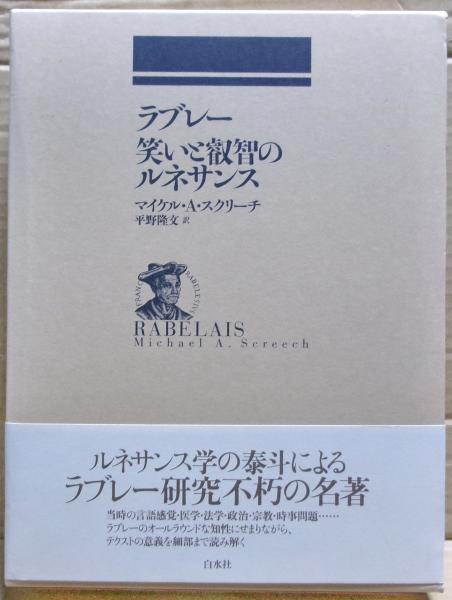 ラブレー
笑いと叡智の
ルネサンス
マイケル・A・スクリーチ
平野隆文 訳
FRANC RABELESIVS
RABELAIS
Michael A. Screech
ルネサンス学の泰斗による
ラブレー研究不朽の名著
当時の言語感覚・医学・法学・政治・宗教・時事問題……
ラブレーのオールラウンドな知性にせまりながら、
テクストの意義を細部まで読み解く
白水社